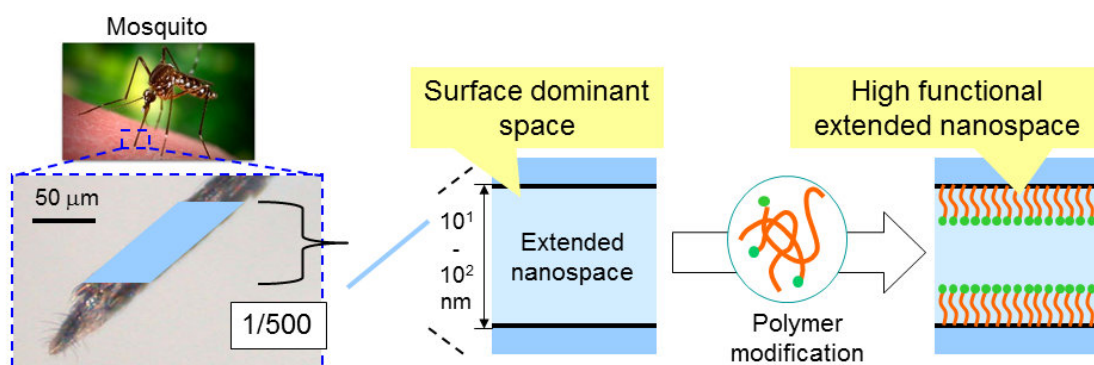 Mosquito
50 μm
1/500
Surface dominant
space
10¹
-
10²
nm
Extended
nanospace
Polymer
modification
High functional
extended nanospace